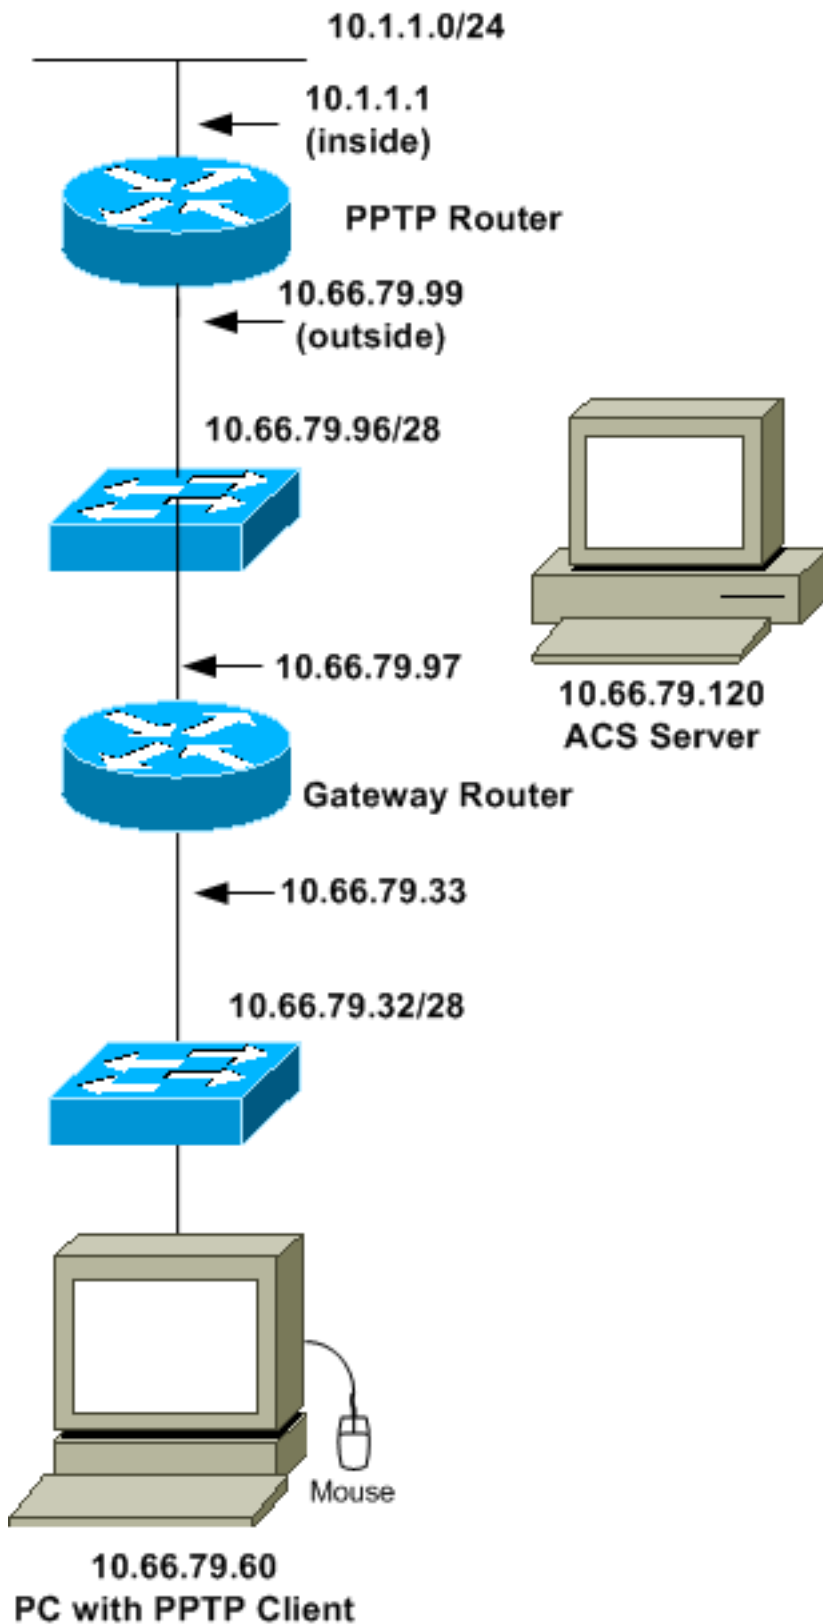 10.1.1.0/24
10.1.1.1
(inside)
PPTP Router
10.66.79.99
(outside)
10.66.79.96/28
10.66.79.97
10.66.79.120
ACS Server
Gateway Router
10.66.79.33
10.66.79.32/28
Mouse
10.66.79.60
PC with PPTP Client